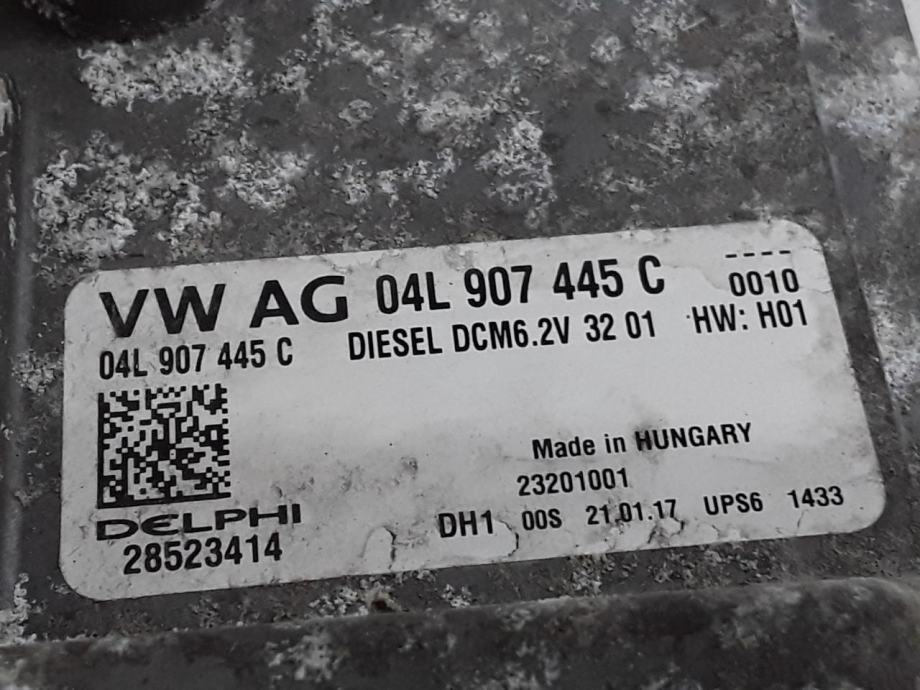 VW AG 04L 907 445 C ----
04L 907 445 C DIESEL DCM6.2V 32 01 0010
HW: H01
Made in HUNGARY
23201001
DELPHI DH1 00S 21.01.17 UPS6 1433
28523414